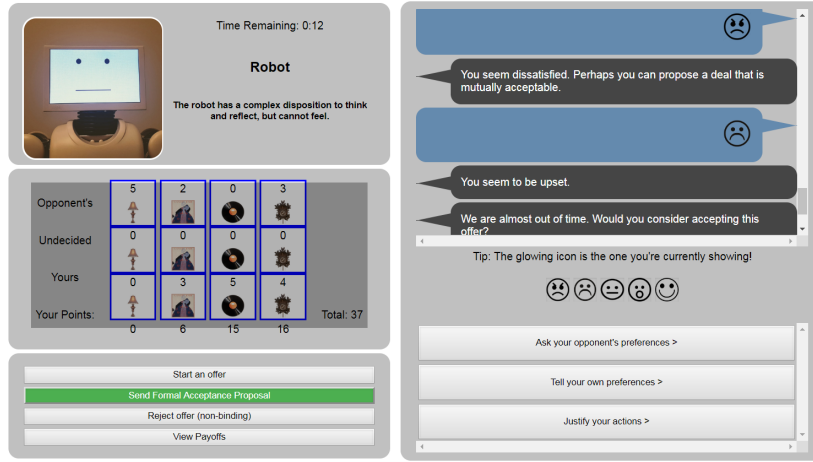 Time Remaining: 0:12
Robot
The robot has a complex disposition to think
and reflect, but cannot feel.
Opponent's
5 2 0 3
Undecided
0 0 0 0
Yours
0 3 5 4
Your Points:
Total: 37
0 6 15 16
Start an offer
Send Formal Acceptance Proposal
Reject offer (non-binding)
View Payoffs
You seem dissatisfied. Perhaps you can propose a deal that is
mutually acceptable.
You seem to be upset.
We are almost out of time. Would you consider accepting this
offer?
Tip: The glowing icon is the one you're currently showing!
Ask your opponent's preferences >
Tell your own preferences >
Justify your actions >